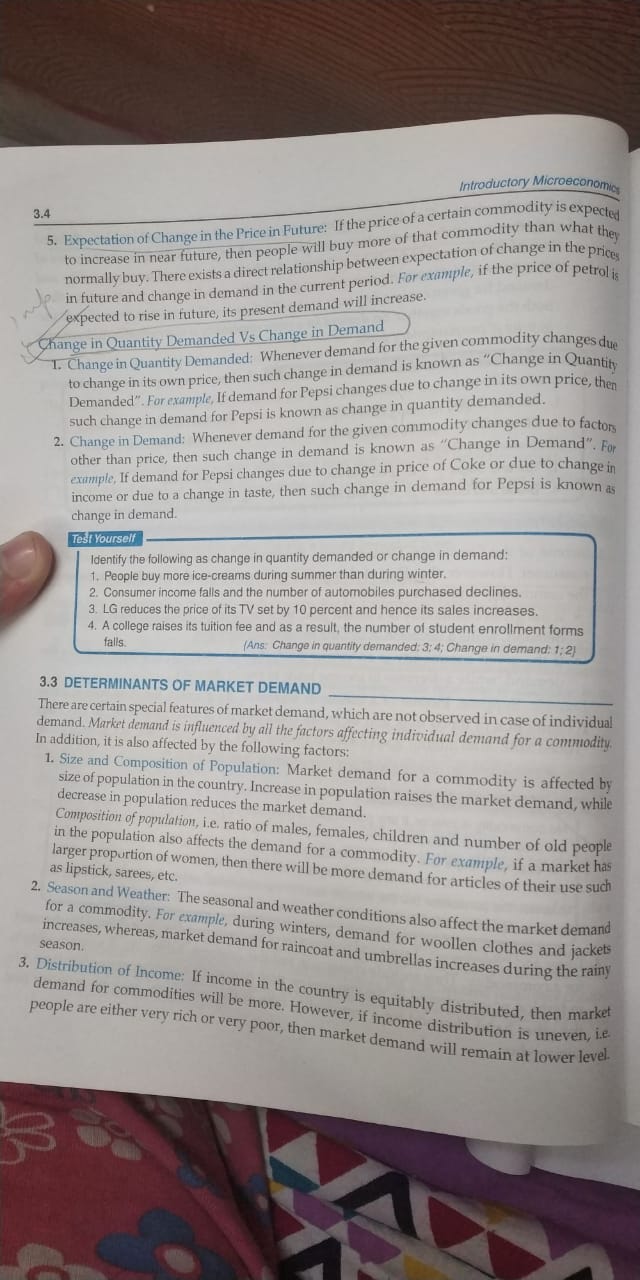 3.4
Introductory Microeconomics
5. Expectation of Change in the Price in Future: If the price of a certain commodity is expected
to increase in near future, then people will buy more of that commodity than what they
normally buy. There exists a direct relationship between expectation of change in the prices
in future and change in demand in the current period. For example, if the price of petrol is
expected to rise in future, its present demand will increase.
Change in Quantity Demanded Vs Change in Demand
1. Change in Quantity Demanded: Whenever demand for the given commodity changes due
to change in its own price, then such change in demand is known as "Change in Quantity
Demanded". For example, If demand for Pepsi changes due to change in its own price, then
such change in demand for Pepsi is known as change in quantity demanded.
2. Change in Demand: Whenever demand for the given commodity changes due to factors
other than price, then such change in demand is known as "Change in Demand". For
example, If demand for Pepsi changes due to change in price of Coke or due to change in
income or due to a change in taste, then such change in demand for Pepsi is known as
change in demand.
Test Yourself
Identify the following as change in quantity demanded or change in demand:
1. People buy more ice-creams during summer than during winter.
2. Consumer income falls and the number of automobiles purchased declines.
3. LG reduces the price of its TV set by 10 percent and hence its sales increases.
4. A college raises its tuition fee and as a result, the number of student enrollment forms
falls. (Ans: Change in quantity demanded: 3; 4; Change in demand: 1; 2)
3.3 DETERMINANTS OF MARKET DEMAND
There are certain special features of market demand, which are not observed in case of individual
demand. Market demand is influenced by all the factors affecting individual demand for a commodity.
In addition, it is also affected by the following factors:
1. Size and Composition of Population: Market demand for a commodity is affected by
size of population in the country. Increase in population raises the market demand, while
decrease in population reduces the market demand.
Composition of population, i.e. ratio of males, females, children and number of old people
in the population also affects the demand for a commodity. For example, if a market has
larger proportion of women, then there will be more demand for articles of their use such
as lipstick, sarees, etc.
2. Season and Weather: The seasonal and weather conditions also affect the market demand
for a commodity. For example, during winters, demand for woollen clothes and jackets
increases, whereas, market demand for raincoat and umbrellas increases during the rainy
season.
3. Distribution of Income: If income in the country is equitably distributed, then market
demand for commodities will be more. However, if income distribution is uneven, i.e.
people are either very rich or very poor, then market demand will remain at lower level.